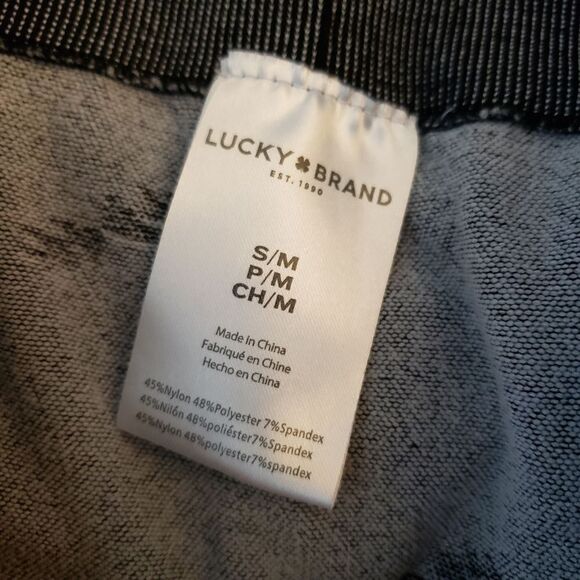 LUCKY BRAND
EST. 1990
S/M
P/M
CH/M
Made in China
Fabriqué en Chine
Hecho en China
45%Nylon 48%Polyester 7%Spandex
45%Nilón 48%poliéster7%Spandex
45%Nylon 48%polyester7%spandex